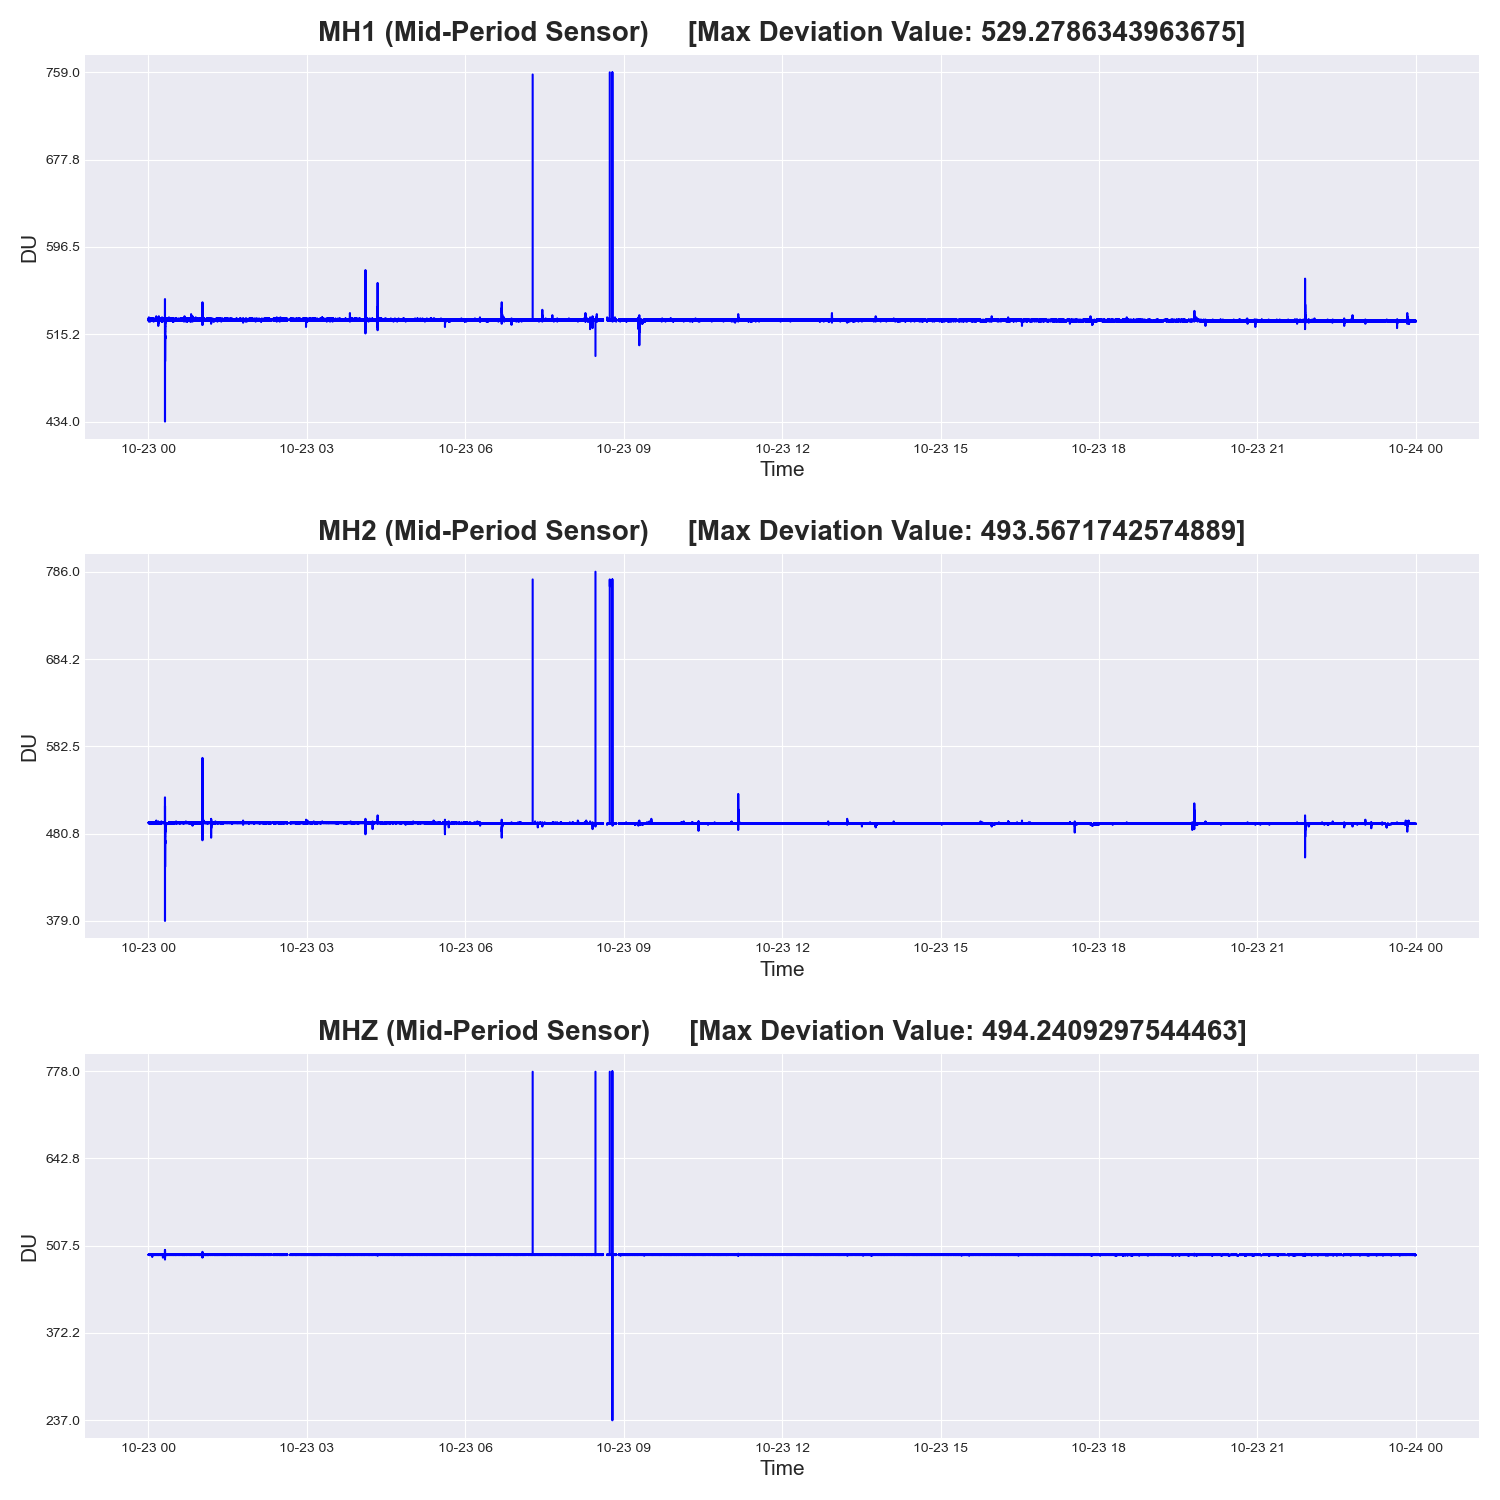 MH1 (Mid-Period Sensor) [Max Deviation Value: 529.2786343963675]
759.0
677.8
596.5
515.2
434.0
DU
10-23 00 10-23 03 10-23 06 10-23 09 10-23 12 10-23 15 10-23 18 10-23 21 10-24 00
Time
MH2 (Mid-Period Sensor) [Max Deviation Value: 493.5671742574889]
786.0
684.2
582.5
480.8
379.0
DU
10-23 00 10-23 03 10-23 06 10-23 09 10-23 12 10-23 15 10-23 18 10-23 21 10-24 00
Time
MHZ (Mid-Period Sensor) [Max Deviation Value: 494.2409297544463]
778.0
642.8
507.5
372.2
237.0
DU
10-23 00 10-23 03 10-23 06 10-23 09 10-23 12 10-23 15 10-23 18 10-23 21 10-24 00
Time